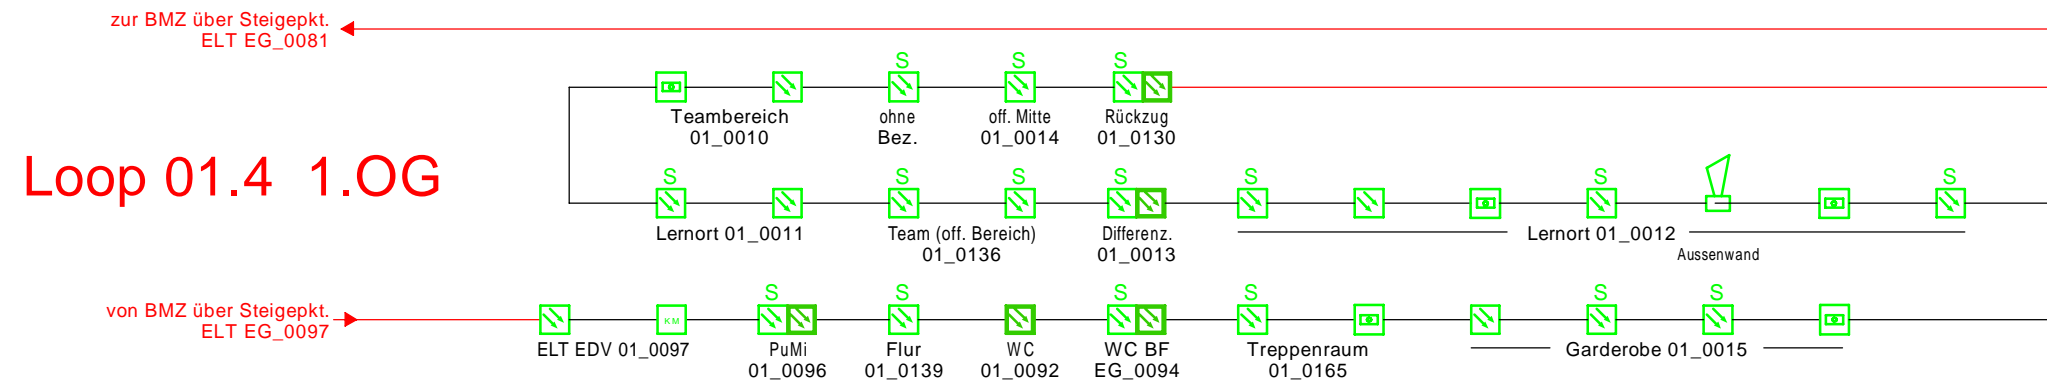 zur BMZ über Steigepkt.
ELT EG_0081
S S S
Teambereich
01_0010
ohne
Bez.
off. Mitte
01_0014
Rückzug
01_0130
Loop 01.4 1.OG
S S S S S S S
Lernort 01_0011
Team (off. Bereich)
01_0136
Differenz.
01_0013
Lernort 01_0012
Aussenwand
von BMZ über Steigepkt.
ELT EG_0097
S S S S S S
KM
ELT EDV 01_0097
PuMi
01_0096
Flur
01_0139
WC
01_0092
WC BF
EG_0094
Treppenraum
01_0165
Garderobe 01_0015